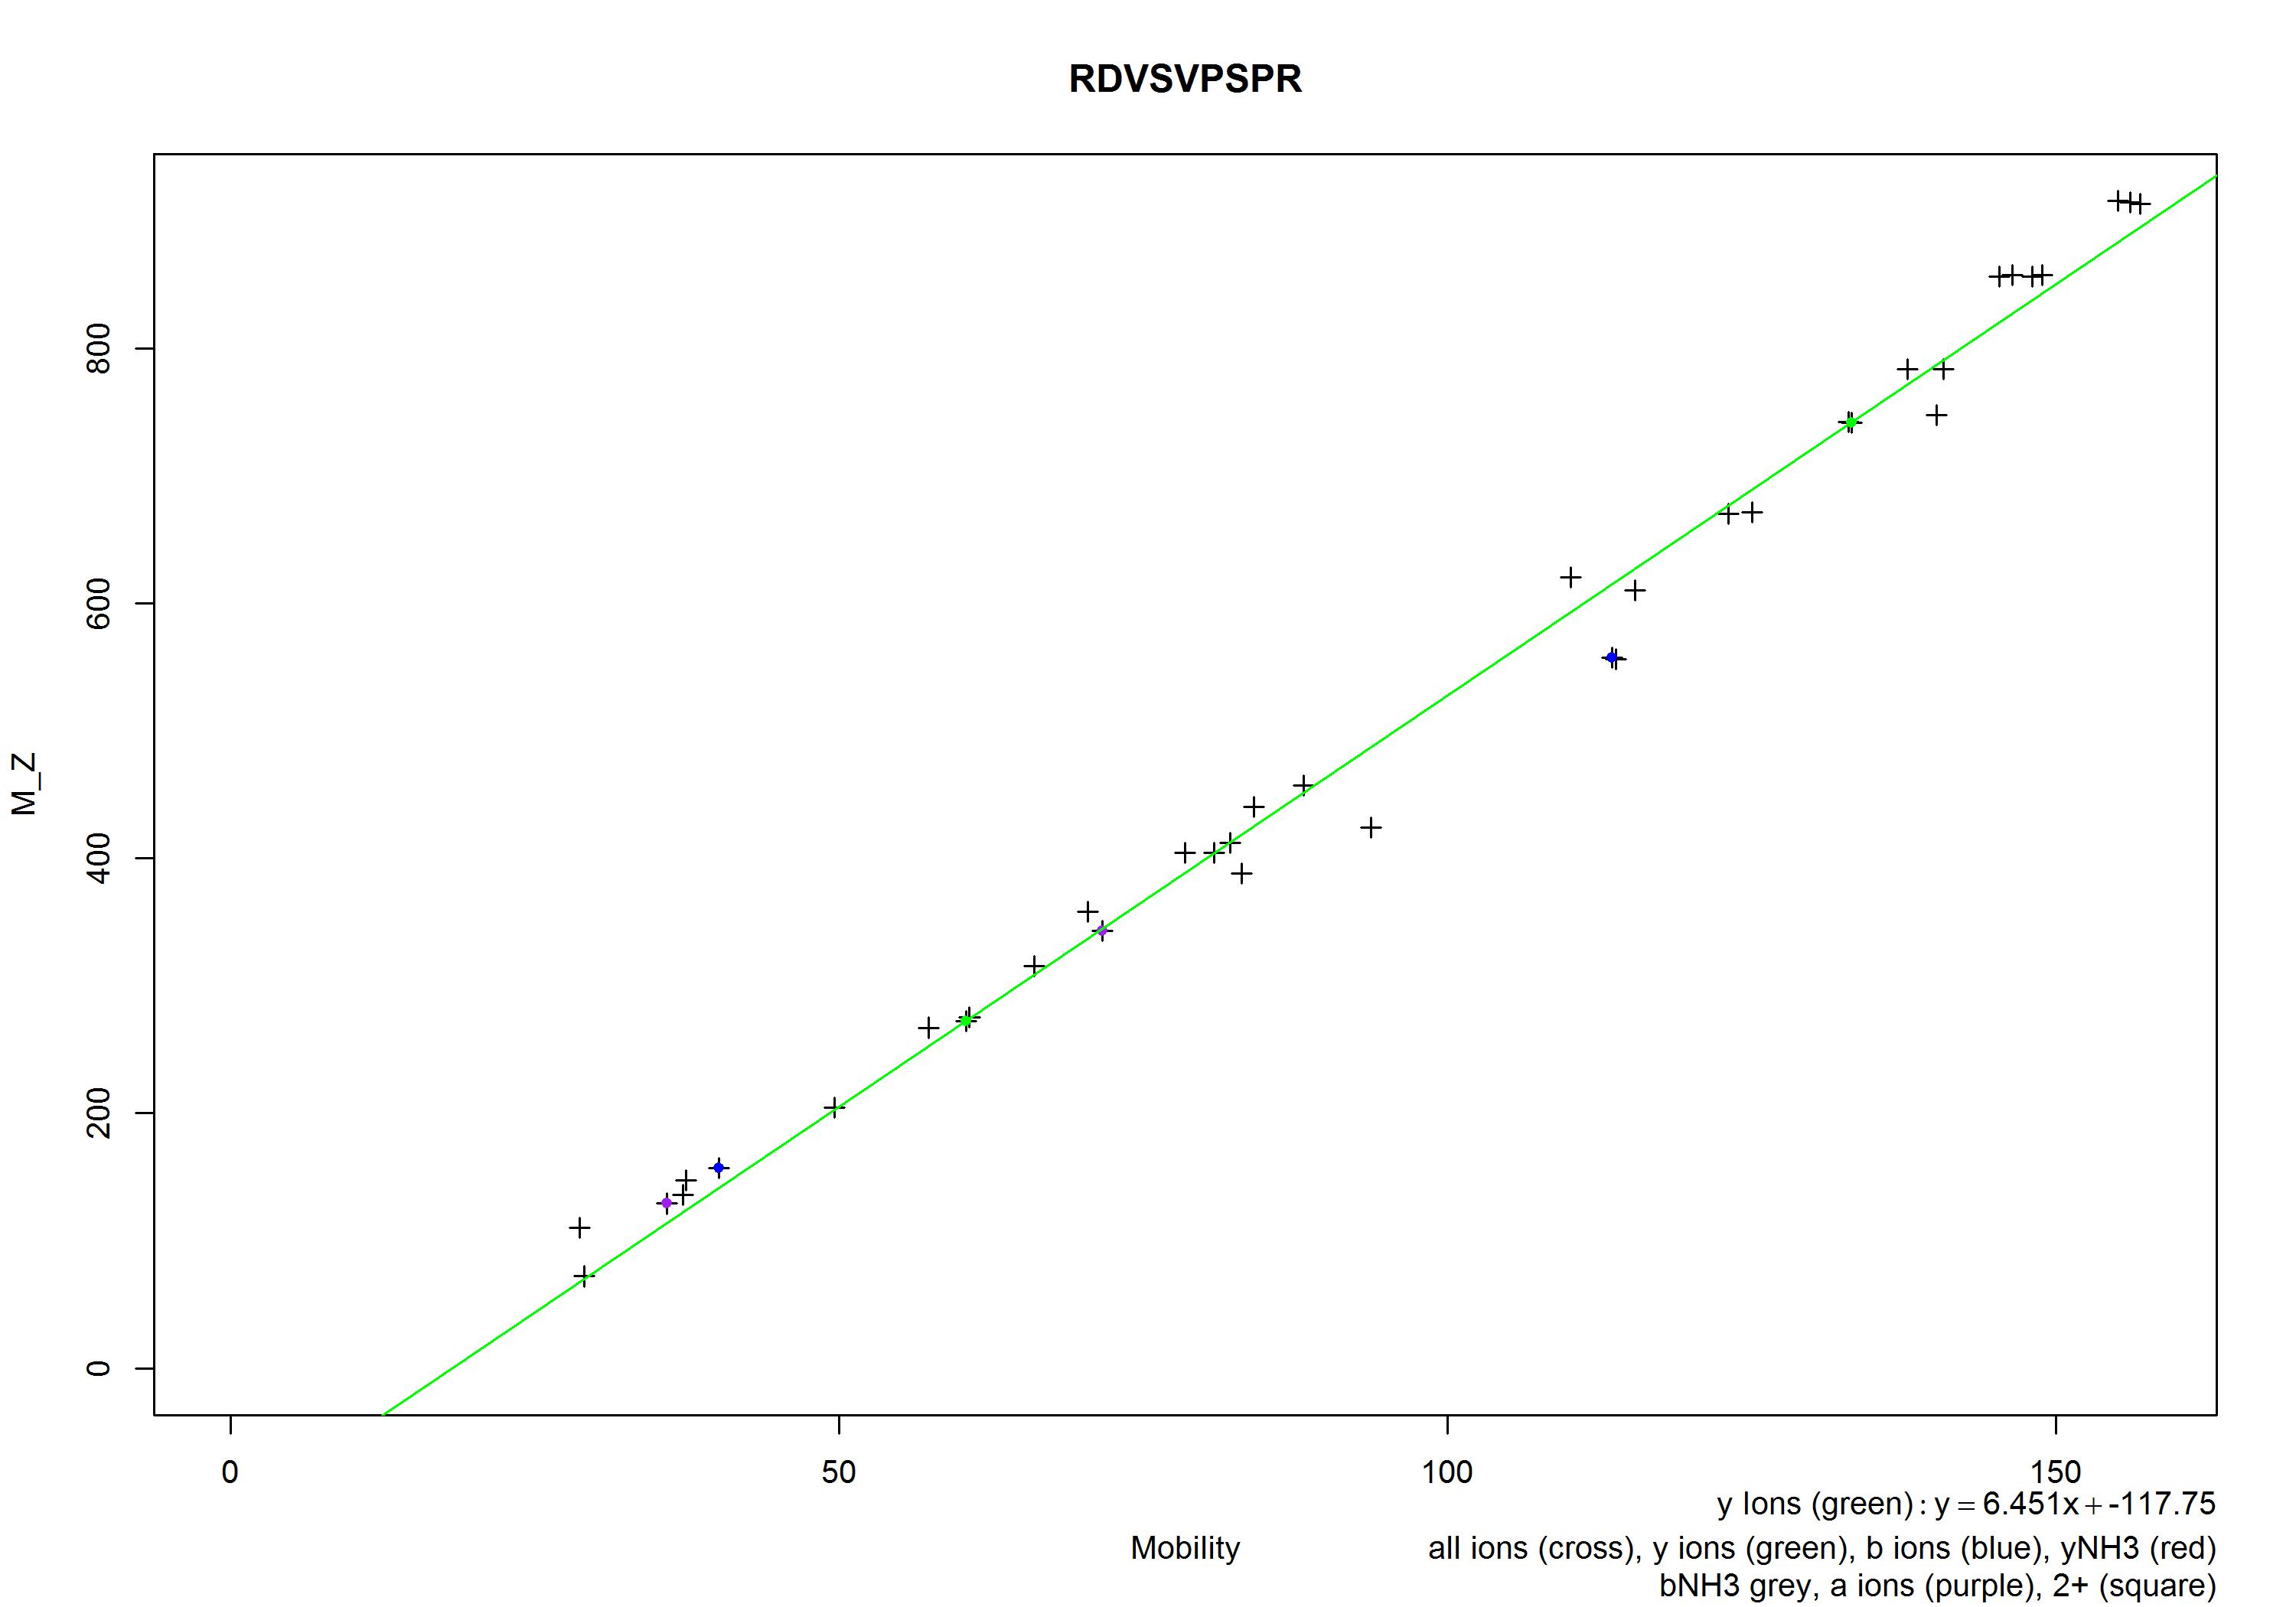 RDVSVPSPR
800
600
400
200
0
M_Z
0 50 100 150
y Ions (green) : y = 6.451x + -117.75
Mobility
all ions (cross), y ions (green), b ions (blue), yNH3 (red)
bNH3 grey, a ions (purple), 2+ (square)